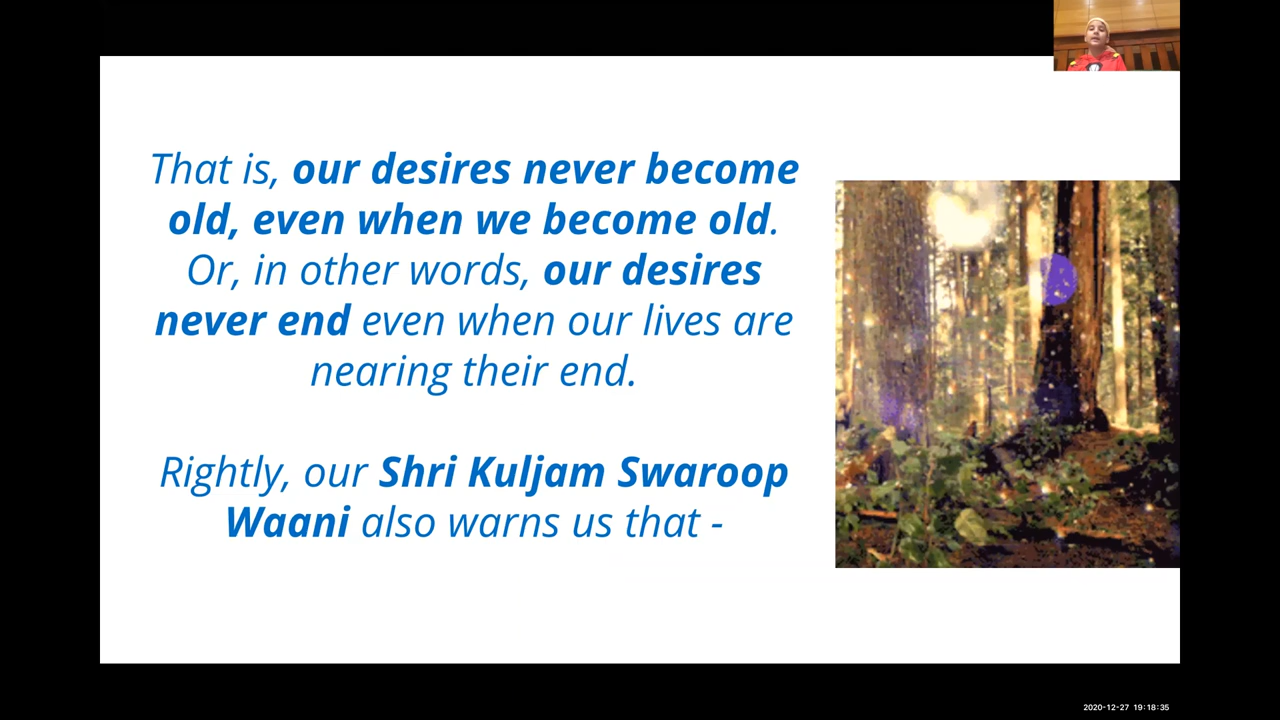 That is, our desires never become
old, even when we become old.
Or, in other words, our desires
never end even when our lives are
nearing their end.
Rightly, our Shri Kuljam Swaroop
Waani also warns us that -
2020-12-27 19:18:35